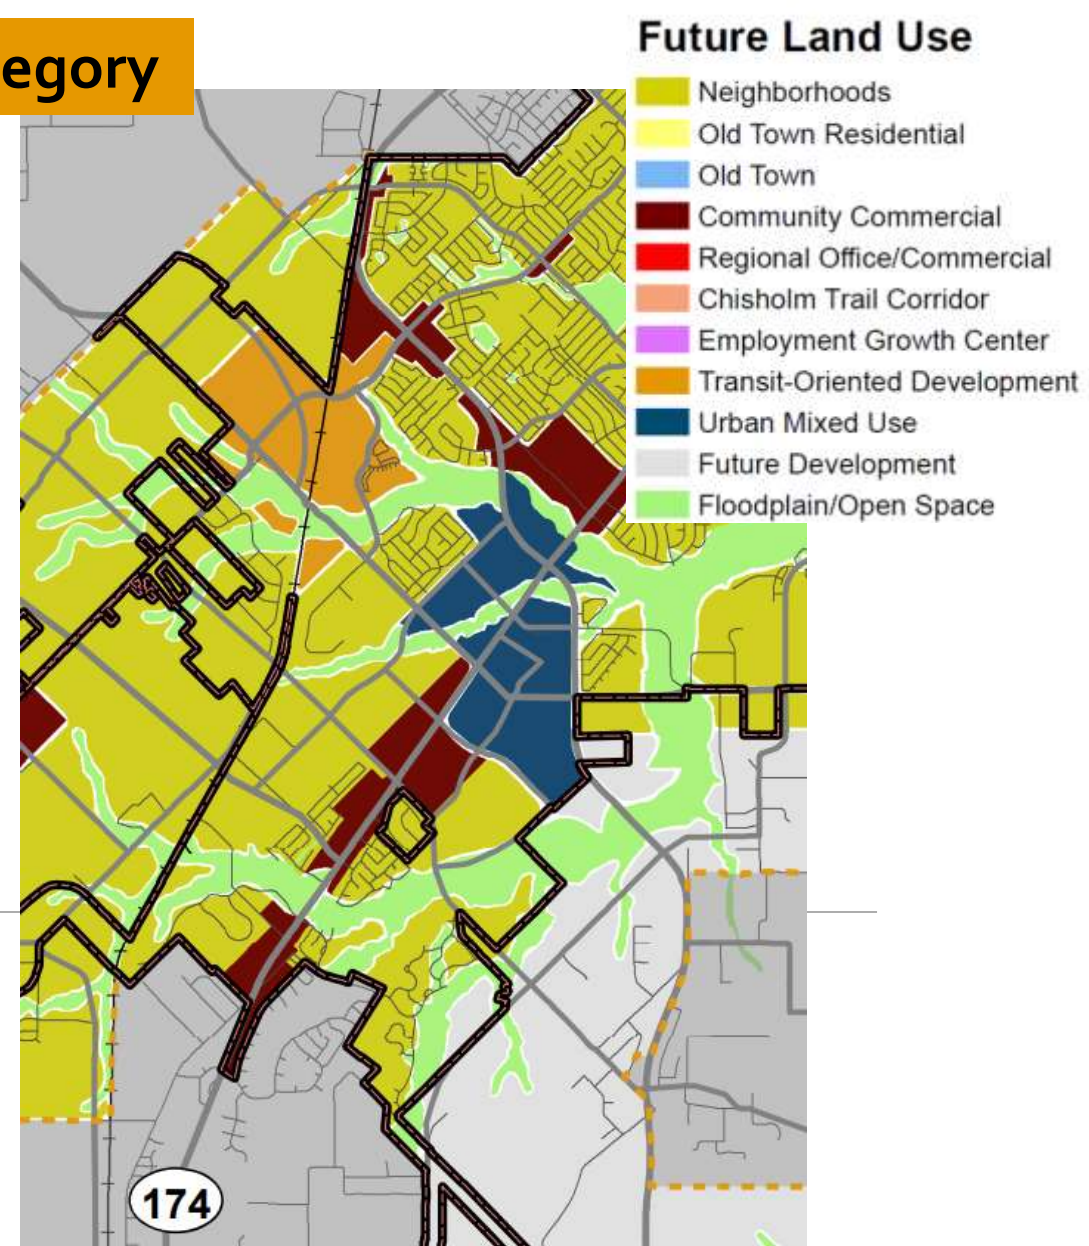 egory
Future Land Use
Neighborhoods
Old Town Residential
Old Town
Community Commercial
Regional Office/Commercial
Chisholm Trail Corridor
Employment Growth Center
Transit-Oriented Development
Urban Mixed Use
Future Development
Floodplain/Open Space
174